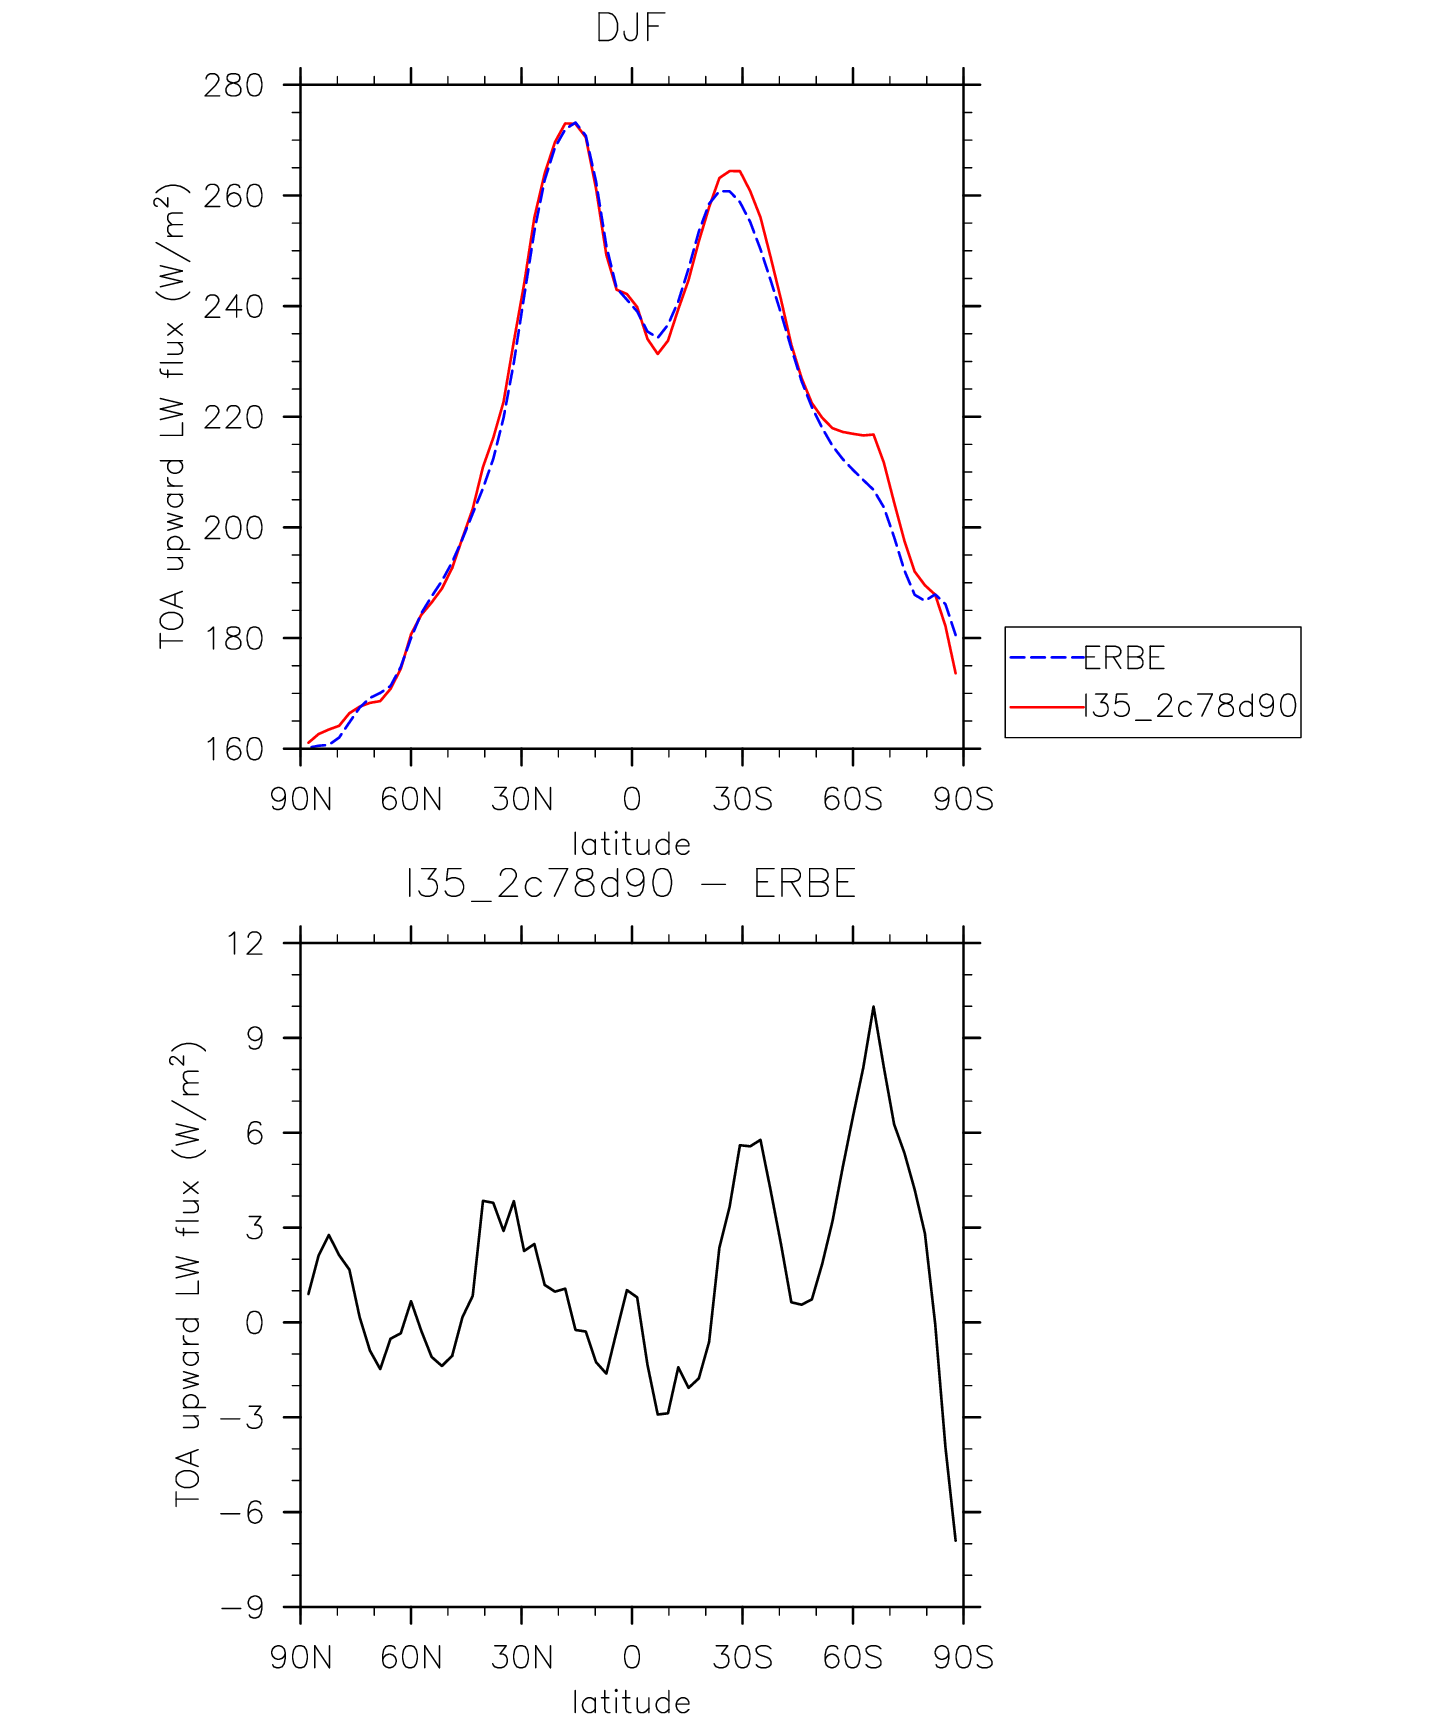 DJF
TOA upward LW flux (W/m²)
280
260
240
220
200
180
160
90N 60N 30N 0 30S 60S 90S
latitude
ERBE
I35_2c78d90
I35_2c78d90 – ERBE
TOA upward LW flux (W/m²)
12
9
6
3
0
−3
−6
−9
90N 60N 30N 0 30S 60S 90S
latitude